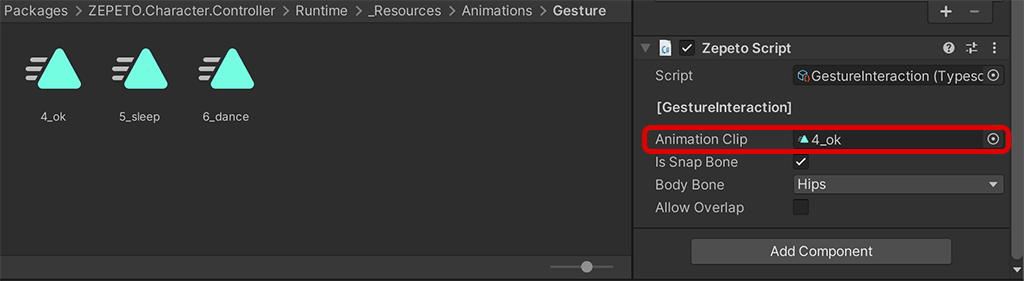 Packages > ZEPETO.Character.Controller > Runtime > _Resources > Animations > Gesture
4_ok
5_sleep
6_dance
Zepeto Script
Script GestureInteraction (Typesc
[GestureInteraction]
Animation Clip 4_ok
Is Snap Bone
Body Bone Hips
Allow Overlap
Add Component